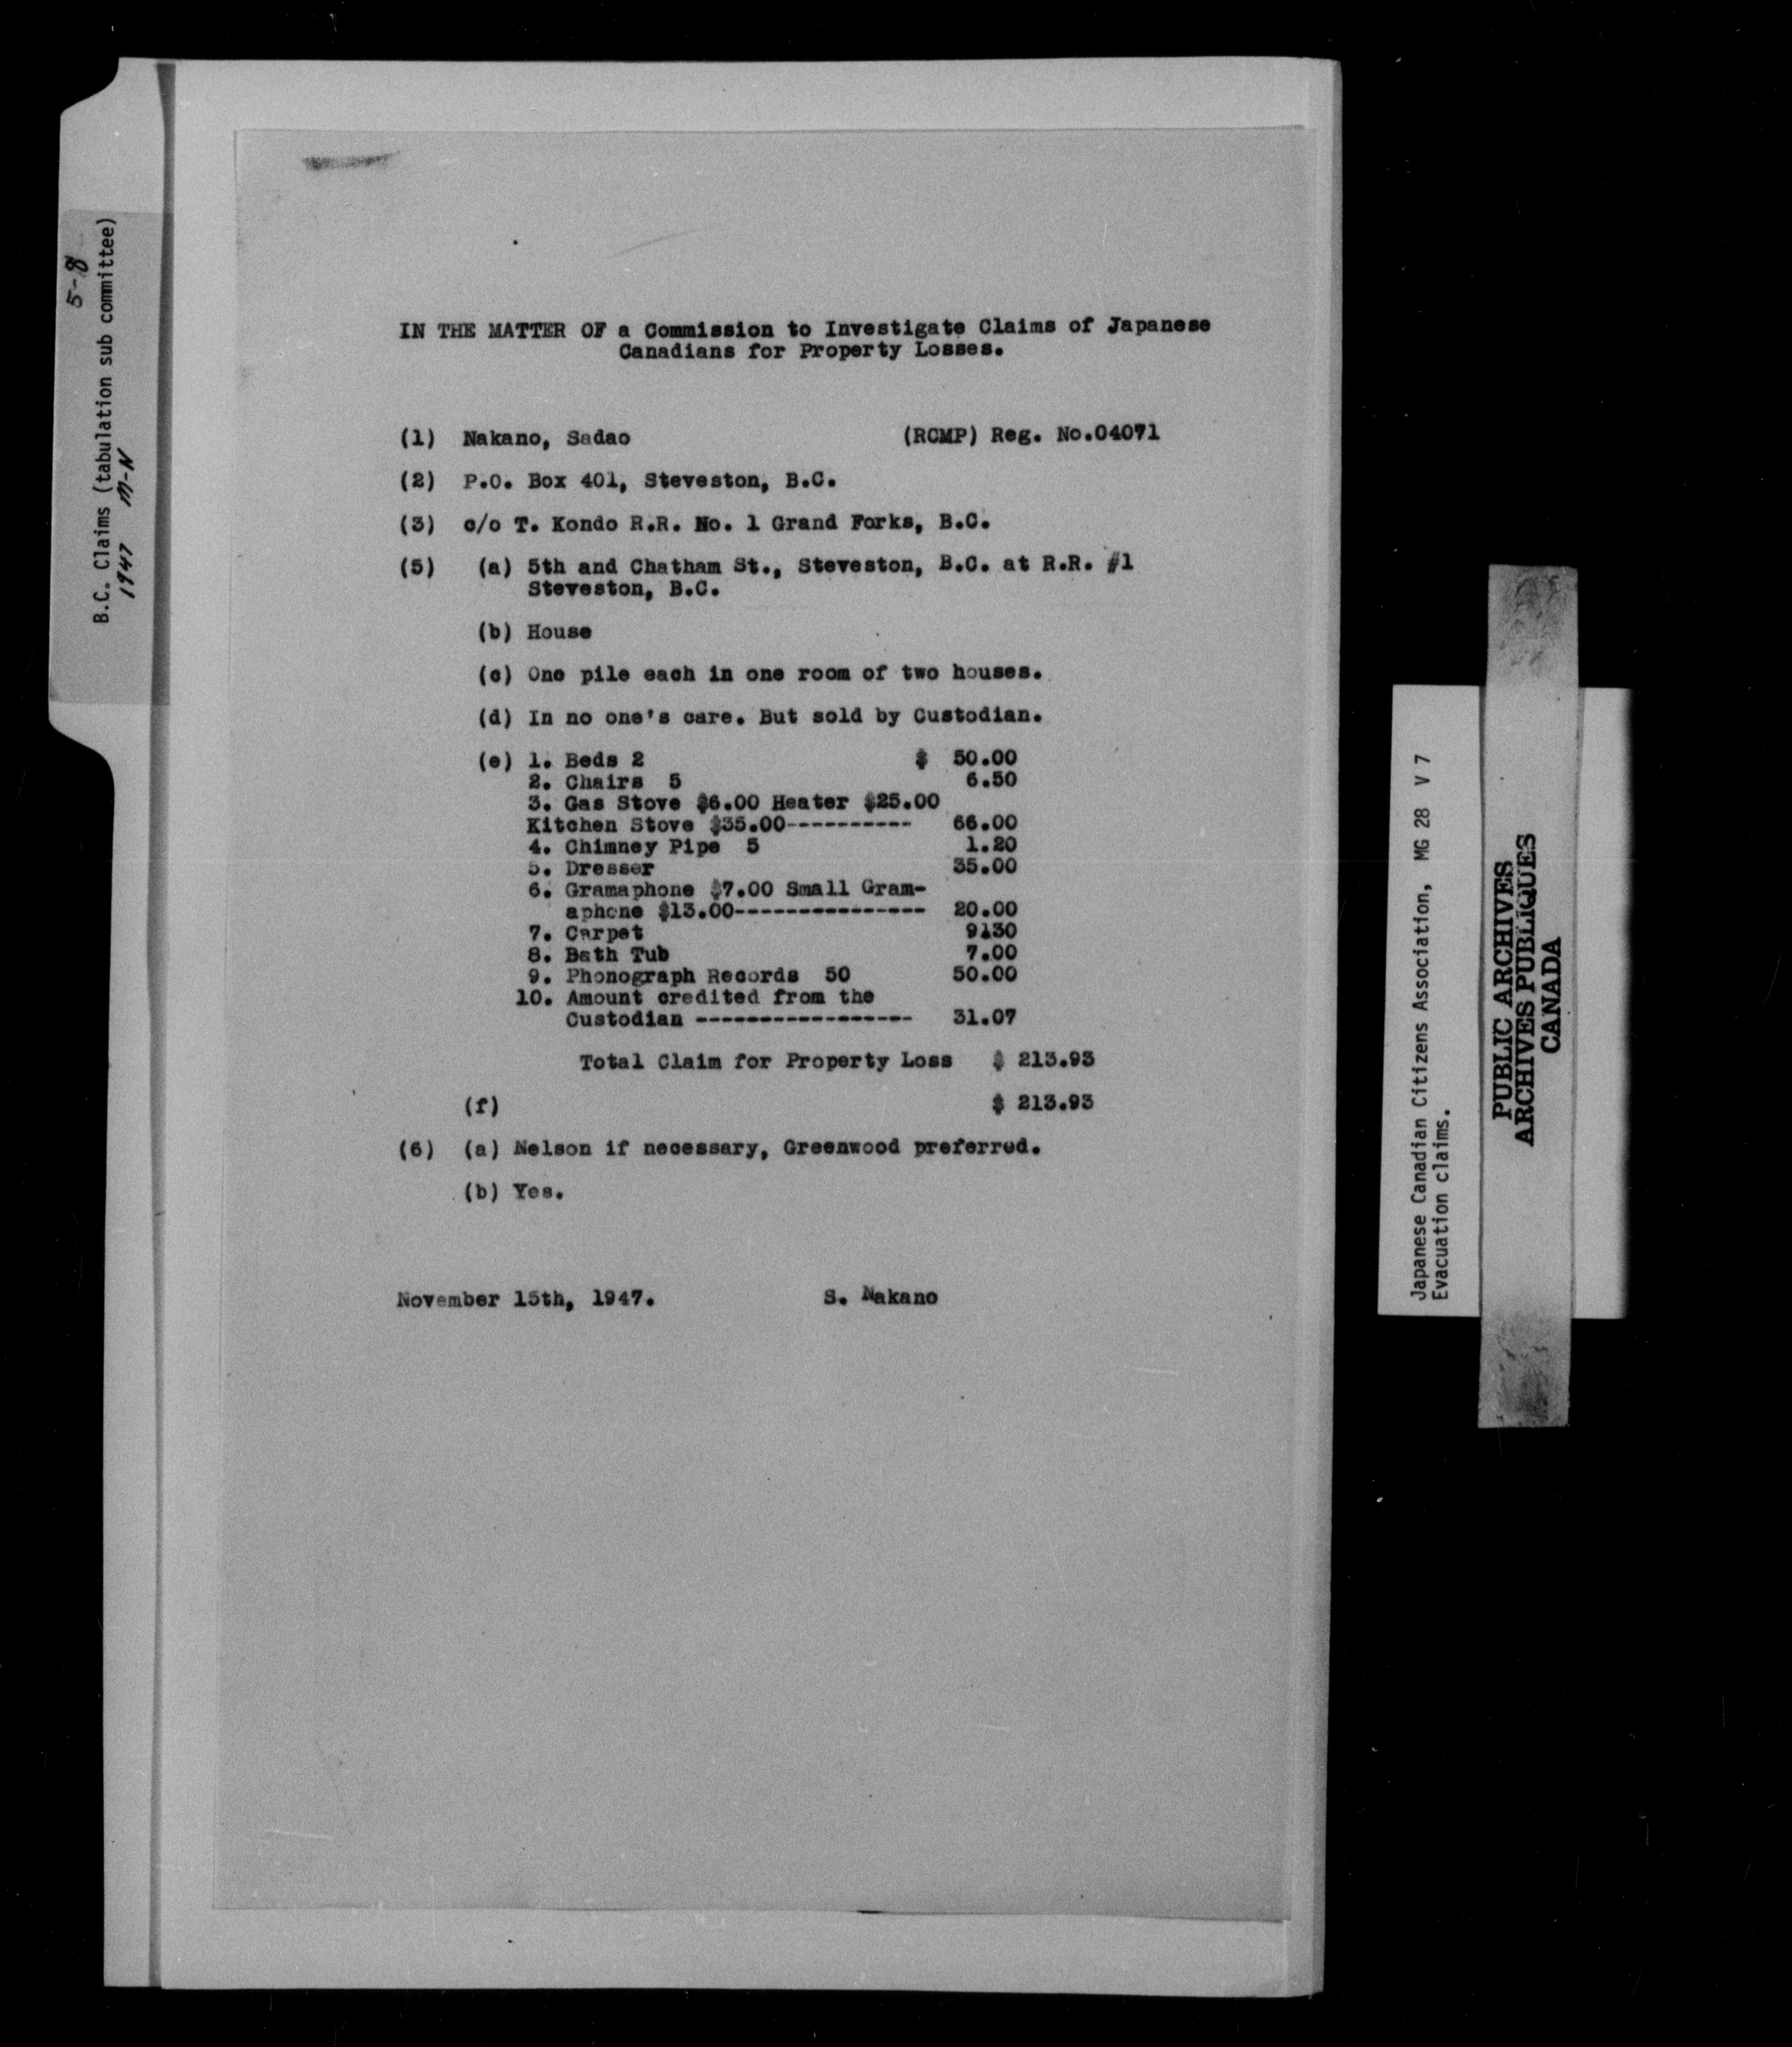 5-8
B.C. Claims (tabulation sub committee)
1947 M-N
IN THE MATTER OF a Commission to Investigate Claims of Japanese
Canadians for Property Losses.
(1) Nakano, Sadao (RCMP) Reg. No.04071
(2) P.O. Box 401, Steveston, B.C.
(3) c/o T. Kondo R.R. No. 1 Grand Forks, B.C.
(5) (a) 5th and Chatham St., Steveston, B.C. at R.R. #1
Steveston, B.C.
(b) House
(c) One pile each in one room of two houses.
(d) In no one's care. But sold by Custodian.
(e) 1. Beds 2 $ 50.00
2. Chairs 5 6.50
3. Gas Stove $6.00 Heater $25.00
Kitchen Stove $35.00---------- 66.00
4. Chimney Pipe 5 1.20
5. Dresser 35.00
6. Gramaphone $7.00 Small Gram-
aphone $13.00--------------- 20.00
7. Carpet 9130
8. Bath Tub 7.00
9. Phonograph Records 50 50.00
10. Amount credited from the
Custodian ----------------- 31.07
Total Claim for Property Loss $ 213.93
(f) $ 213.93
(6) (a) Nelson if necessary, Greenwood preferred.
(b) Yes.
November 15th, 1947. S. Nakano
Japanese Canadian Citizens Association, MG 28 V 7
Evacuation claims.
PUBLIC ARCHIVES
ARCHIVES PUBLIQUES
CANADA